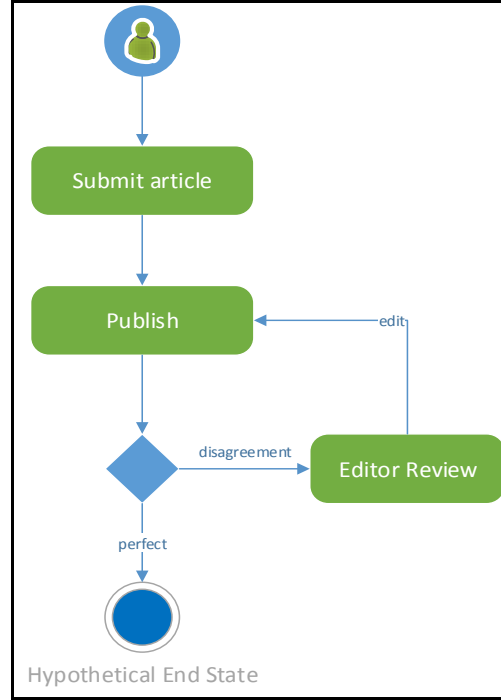 Submit article
Publish
edit
disagreement
Editor Review
perfect
Hypothetical End State